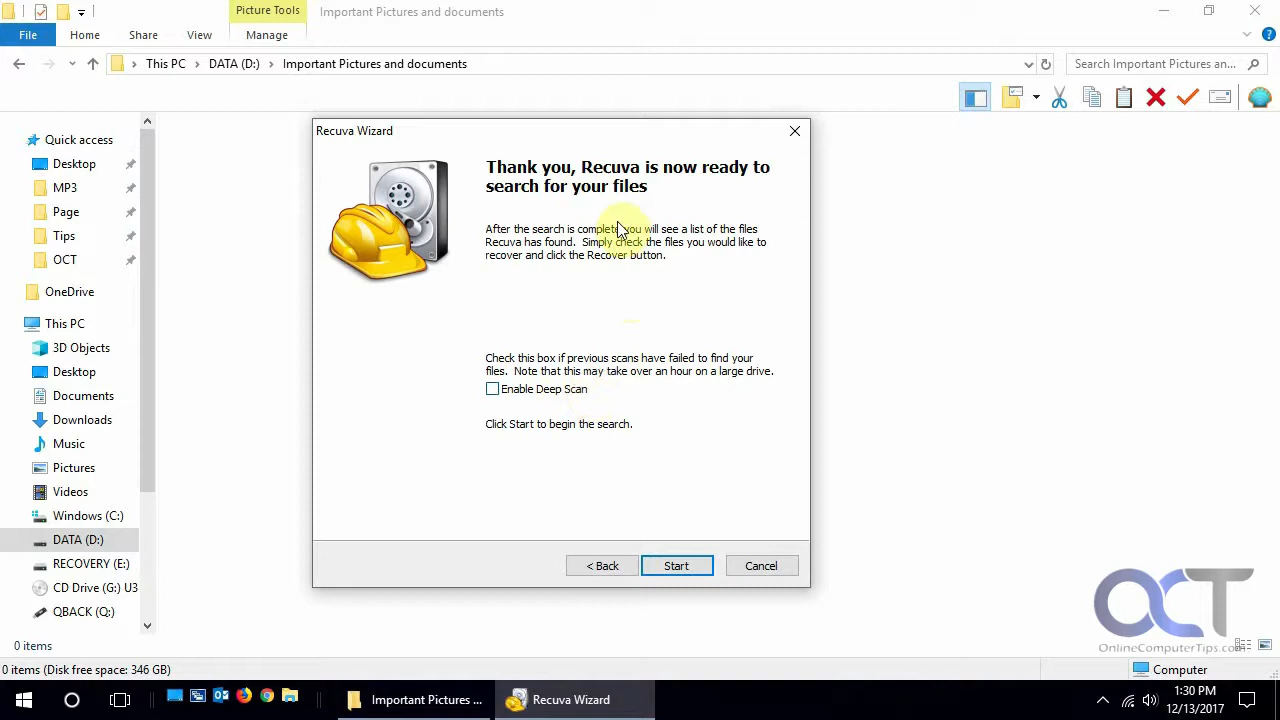 Picture Tools
Important Pictures and documents
File
Home
Share
View
Manage
This PC
DATA (D:)
Important Pictures and documents
Search Important Pictures an...
Quick access
Desktop
MP3
Page
Tips
OCT
OneDrive
This PC
3D Objects
Desktop
Documents
Downloads
Music
Pictures
Videos
Windows (C:)
DATA (D:)
RECOVERY (E:)
CD Drive (G:) U3
QBACK (Q:)
Recuva Wizard
Thank you, Recuva is now ready to
search for your files
After the search is complete you will see a list of the files
Recuva has found. Simply check the files you would like to
recover and click the Recover button.
Check this box if previous scans have failed to find your
files. Note that this may take over an hour on a large drive.
Enable Deep Scan
Click Start to begin the search.
< Back
Start
Cancel
OCT
OnlineComputerTips.com
0 items
0 items (Disk free space: 346 GB)
Computer
Important Pictures ...
Recuva Wizard
1:30 PM
12/13/2017